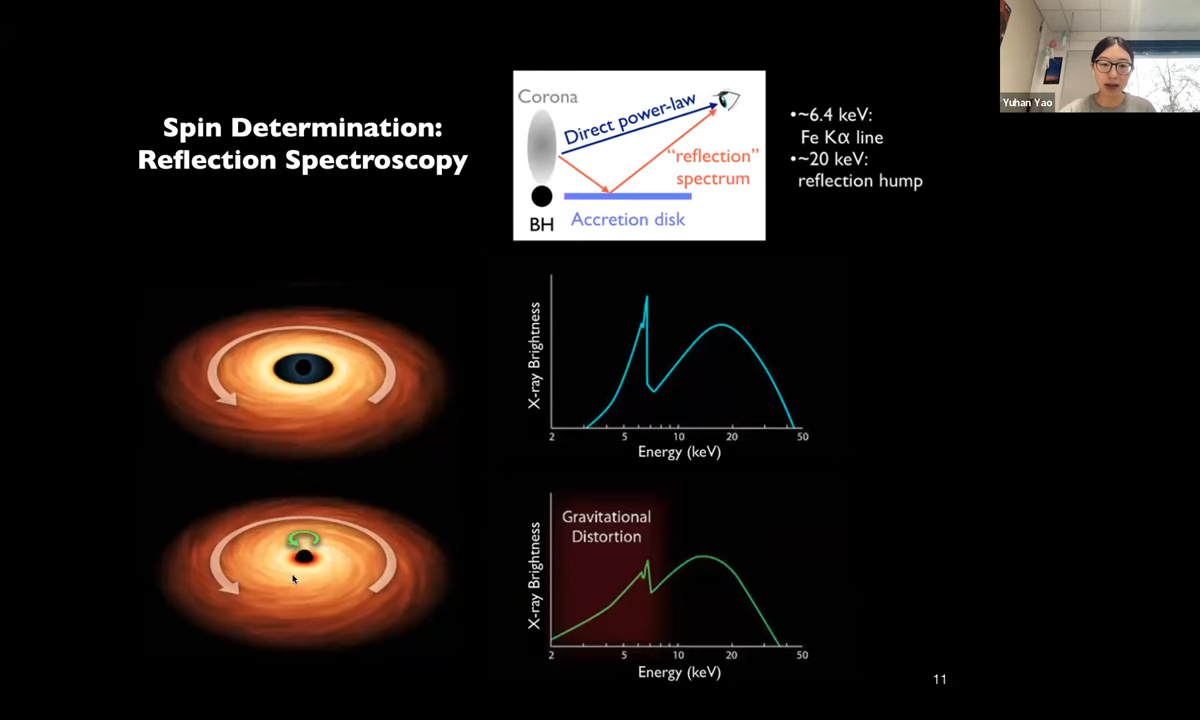 Spin Determination:
Reflection Spectroscopy
Corona
Direct power-law
“reflection”
spectrum
BH
Accretion disk
•~6.4 keV:
Fe Kα line
•~20 keV:
reflection hump
Yuhan Yao
X-ray Brightness
2 5 10 20 50
Energy (keV)
Gravitational
Distortion
X-ray Brightness
2 5 10 20 50
Energy (keV)
11